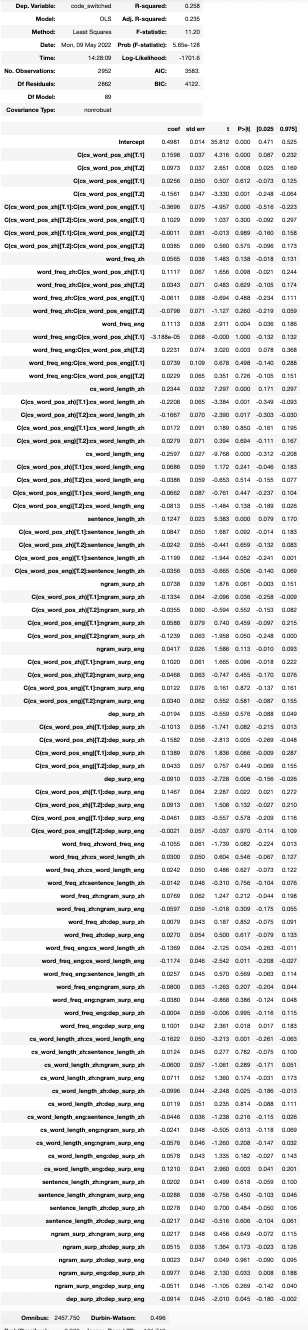 Dep. Variable: code_switched R-squared: 0.258
Model: OLS Adj. R-squared: 0.235
Method: Least Squares F-statistic: 11.20
Date: Mon, 09 May 2022 Prob (F-statistic): 5.65e-128
Time: 14:28:09 Log-Likelihood: -1701.6
No. Observations: 2952 AIC: 3583.
Df Residuals: 2862 BIC: 4122.
Df Model: 89
Covariance Type: nonrobust
coef std err t P>|t| [0.025 0.975]
Intercept 0.4981 0.014 35.812 0.000 0.471 0.525
C(cs_word_pos_zh)[T.1] 0.1598 0.037 4.316 0.000 0.087 0.232
C(cs_word_pos_zh)[T.2] 0.0973 0.037 2.651 0.008 0.025 0.169
C(cs_word_pos_eng)[T.1] 0.0256 0.050 0.507 0.612 -0.073 0.125
C(cs_word_pos_eng)[T.2] -0.1561 0.047 -3.330 0.001 -0.248 -0.064
C(cs_word_pos_zh)[T.1]:C(cs_word_pos_eng)[T.1] -0.3696 0.075 -4.957 0.000 -0.516 -0.223
C(cs_word_pos_zh)[T.2]:C(cs_word_pos_eng)[T.1] 0.1029 0.099 1.037 0.300 -0.092 0.297
C(cs_word_pos_zh)[T.1]:C(cs_word_pos_eng)[T.2] -0.0011 0.081 -0.013 0.989 -0.160 0.158
C(cs_word_pos_zh)[T.2]:C(cs_word_pos_eng)[T.2] 0.0385 0.069 0.560 0.575 -0.096 0.173
word_freq_zh 0.0565 0.038 1.483 0.138 -0.018 0.131
word_freq_zh:C(cs_word_pos_zh)[T.1] 0.1117 0.067 1.656 0.098 -0.021 0.244
word_freq_zh:C(cs_word_pos_zh)[T.2] 0.0343 0.071 0.483 0.629 -0.105 0.174
word_freq_zh:C(cs_word_pos_eng)[T.1] -0.0611 0.088 -0.694 0.488 -0.234 0.111
word_freq_zh:C(cs_word_pos_eng)[T.2] -0.0798 0.071 -1.127 0.260 -0.219 0.059
word_freq_eng 0.1113 0.038 2.911 0.004 0.036 0.186
word_freq_eng:C(cs_word_pos_zh)[T.1] -3.188e-05 0.068 -0.000 1.000 -0.132 0.132
word_freq_eng:C(cs_word_pos_zh)[T.2] 0.2231 0.074 3.020 0.003 0.078 0.368
word_freq_eng:C(cs_word_pos_eng)[T.1] 0.0739 0.109 0.678 0.498 -0.140 0.288
word_freq_eng:C(cs_word_pos_eng)[T.2] 0.0229 0.065 0.351 0.726 -0.105 0.151
cs_word_length_zh 0.2344 0.032 7.297 0.000 0.171 0.297
C(cs_word_pos_zh)[T.1]:cs_word_length_zh -0.2208 0.065 -3.384 0.001 -0.349 -0.093
C(cs_word_pos_zh)[T.2]:cs_word_length_zh -0.1667 0.070 -2.390 0.017 -0.303 -0.030
C(cs_word_pos_eng)[T.1]:cs_word_length_zh 0.0172 0.091 0.189 0.850 -0.161 0.195
C(cs_word_pos_eng)[T.2]:cs_word_length_zh 0.0279 0.071 0.394 0.694 -0.111 0.167
cs_word_length_eng -0.2597 0.027 -9.768 0.000 -0.312 -0.208
C(cs_word_pos_zh)[T.1]:cs_word_length_eng 0.0686 0.059 1.172 0.241 -0.046 0.183
C(cs_word_pos_zh)[T.2]:cs_word_length_eng -0.0386 0.059 -0.653 0.514 -0.155 0.077
C(cs_word_pos_eng)[T.1]:cs_word_length_eng -0.0662 0.087 -0.761 0.447 -0.237 0.104
C(cs_word_pos_eng)[T.2]:cs_word_length_eng -0.0813 0.055 -1.484 0.138 -0.189 0.026
sentence_length_zh 0.1247 0.023 5.383 0.000 0.079 0.170
C(cs_word_pos_zh)[T.1]:sentence_length_zh 0.0847 0.050 1.687 0.092 -0.014 0.183
C(cs_word_pos_zh)[T.2]:sentence_length_zh -0.0242 0.055 -0.441 0.659 -0.132 0.083
C(cs_word_pos_eng)[T.1]:sentence_length_zh -0.1199 0.062 -1.944 0.052 -0.241 0.001
C(cs_word_pos_eng)[T.2]:sentence_length_zh -0.0356 0.053 -0.665 0.506 -0.140 0.069
ngram_surp_zh 0.0738 0.039 1.876 0.061 -0.003 0.151
C(cs_word_pos_zh)[T.1]:ngram_surp_zh -0.1334 0.064 -2.096 0.036 -0.258 -0.009
C(cs_word_pos_zh)[T.2]:ngram_surp_zh -0.0355 0.060 -0.594 0.552 -0.153 0.082
C(cs_word_pos_eng)[T.1]:ngram_surp_zh 0.0588 0.079 0.740 0.459 -0.097 0.215
C(cs_word_pos_eng)[T.2]:ngram_surp_zh -0.1239 0.063 -1.958 0.050 -0.248 0.000
ngram_surp_eng 0.0417 0.026 1.586 0.113 -0.010 0.093
C(cs_word_pos_zh)[T.1]:ngram_surp_eng 0.1020 0.061 1.665 0.096 -0.018 0.222
C(cs_word_pos_zh)[T.2]:ngram_surp_eng -0.0468 0.063 -0.747 0.455 -0.170 0.076
C(cs_word_pos_eng)[T.1]:ngram_surp_eng 0.0122 0.076 0.161 0.872 -0.137 0.161
C(cs_word_pos_eng)[T.2]:ngram_surp_eng 0.0340 0.062 0.552 0.581 -0.087 0.155
dep_surp_zh -0.0194 0.035 -0.559 0.576 -0.088 0.049
C(cs_word_pos_zh)[T.1]:dep_surp_zh -0.1013 0.058 -1.741 0.082 -0.215 0.013
C(cs_word_pos_zh)[T.2]:dep_surp_zh -0.1582 0.056 -2.813 0.005 -0.269 -0.048
C(cs_word_pos_eng)[T.1]:dep_surp_zh 0.1389 0.076 1.836 0.066 -0.009 0.287
C(cs_word_pos_eng)[T.2]:dep_surp_zh 0.0433 0.057 0.757 0.449 -0.069 0.155
dep_surp_eng -0.0910 0.033 -2.728 0.006 -0.156 -0.026
C(cs_word_pos_zh)[T.1]:dep_surp_eng 0.1467 0.064 2.287 0.022 0.021 0.272
C(cs_word_pos_zh)[T.2]:dep_surp_eng 0.0913 0.061 1.508 0.132 -0.027 0.210
C(cs_word_pos_eng)[T.1]:dep_surp_eng -0.0461 0.083 -0.557 0.578 -0.209 0.116
C(cs_word_pos_eng)[T.2]:dep_surp_eng -0.0021 0.057 -0.037 0.970 -0.114 0.109
word_freq_zh:word_freq_eng -0.1055 0.061 -1.739 0.082 -0.224 0.013
word_freq_zh:cs_word_length_zh 0.0300 0.050 0.604 0.546 -0.067 0.127
word_freq_zh:cs_word_length_eng 0.0242 0.050 0.486 0.627 -0.073 0.122
word_freq_zh:sentence_length_zh -0.0142 0.046 -0.310 0.756 -0.104 0.076
word_freq_zh:ngram_surp_zh 0.0769 0.062 1.247 0.212 -0.044 0.198
word_freq_zh:ngram_surp_eng -0.0597 0.059 -1.018 0.309 -0.175 0.055
word_freq_zh:dep_surp_zh 0.0079 0.043 0.187 0.852 -0.075 0.091
word_freq_zh:dep_surp_eng 0.0270 0.054 0.500 0.617 -0.079 0.133
word_freq_eng:cs_word_length_zh -0.1369 0.064 -2.125 0.034 -0.263 -0.011
word_freq_eng:cs_word_length_eng -0.1174 0.046 -2.542 0.011 -0.208 -0.027
word_freq_eng:sentence_length_zh 0.0257 0.045 0.570 0.569 -0.063 0.114
word_freq_eng:ngram_surp_zh -0.0800 0.063 -1.263 0.207 -0.204 0.044
word_freq_eng:ngram_surp_eng -0.0380 0.044 -0.868 0.386 -0.124 0.048
word_freq_eng:dep_surp_zh -0.0004 0.059 -0.006 0.995 -0.116 0.115
word_freq_eng:dep_surp_eng 0.1001 0.042 2.361 0.018 0.017 0.183
cs_word_length_zh:cs_word_length_eng -0.1622 0.050 -3.213 0.001 -0.261 -0.063
cs_word_length_zh:sentence_length_zh 0.0124 0.045 0.277 0.782 -0.075 0.100
cs_word_length_zh:ngram_surp_zh -0.0600 0.057 -1.061 0.289 -0.171 0.051
cs_word_length_zh:ngram_surp_eng 0.0711 0.052 1.360 0.174 -0.031 0.173
cs_word_length_zh:dep_surp_zh -0.0996 0.044 -2.248 0.025 -0.186 -0.013
cs_word_length_zh:dep_surp_eng 0.0119 0.051 0.235 0.814 -0.088 0.111
cs_word_length_eng:sentence_length_zh -0.0446 0.036 -1.238 0.216 -0.115 0.026
cs_word_length_eng:ngram_surp_zh -0.0241 0.048 -0.505 0.613 -0.118 0.069
cs_word_length_eng:ngram_surp_eng -0.0576 0.046 -1.260 0.208 -0.147 0.032
cs_word_length_eng:dep_surp_zh 0.0578 0.043 1.335 0.182 -0.027 0.143
cs_word_length_eng:dep_surp_eng 0.1210 0.041 2.960 0.003 0.041 0.201
sentence_length_zh:ngram_surp_zh 0.0202 0.041 0.499 0.618 -0.059 0.100
sentence_length_zh:ngram_surp_eng -0.0288 0.038 -0.756 0.450 -0.103 0.046
sentence_length_zh:dep_surp_zh 0.0217 0.040 0.700 0.484 -0.050 0.106
sentence_length_zh:dep_surp_eng -0.0217 0.042 -0.516 0.606 -0.104 0.061
ngram_surp_zh:ngram_surp_eng 0.0217 0.048 0.456 0.649 -0.072 0.115
ngram_surp_zh:dep_surp_zh 0.0515 0.038 1.364 0.173 -0.023 0.126
ngram_surp_zh:dep_surp_eng 0.0023 0.047 0.049 0.961 -0.090 0.095
ngram_surp_eng:dep_surp_zh 0.0977 0.046 2.130 0.033 0.008 0.188
ngram_surp_eng:dep_surp_eng -0.0511 0.046 -1.105 0.269 -0.142 0.040
dep_surp_zh:dep_surp_eng -0.0914 0.045 -2.010 0.045 -0.180 -0.002
Omnibus: 2457.750 Durbin-Watson: 0.496